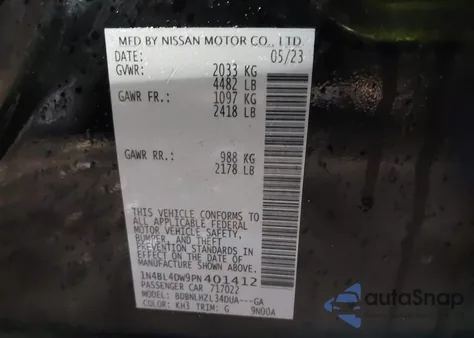 MFD BY NISSAN MOTOR CO., LTD
DATE: 05/23
GVWR: 2033 KG
4482 LB
GAWR FR.: 1097 KG
2418 LB
GAWR RR.: 988 KG
2178 LB
THIS VEHICLE CONFORMS TO
ALL APPLICABLE FEDERAL
MOTOR VEHICLE SAFETY,
BUMPER, AND THEFT
PREVENTION STANDARDS IN
EFFECT ON THE DATE OF
MANUFACTURE SHOWN ABOVE.
1N4BL4DW9PN401412
PASSENGER CAR 717022
MODEL: BDBNLHZL34DUA---GA
COLOR: KH3 TRIM: G 9N00A
autoSnap